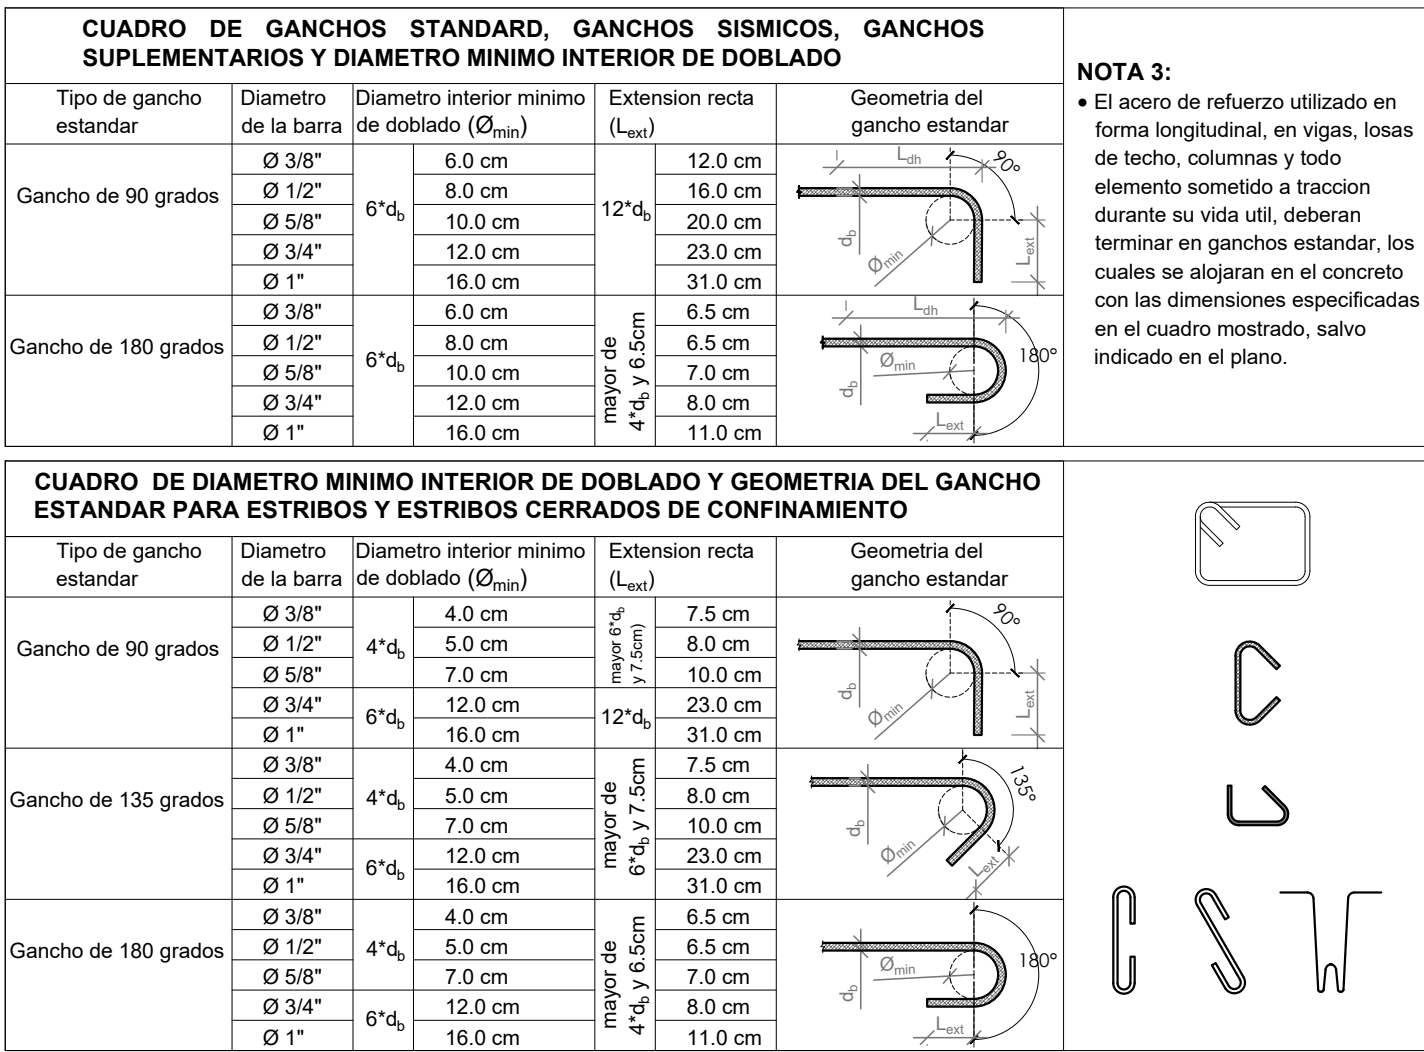 CUADRO DE GANCHOS STANDARD, GANCHOS SISMICOS, GANCHOS
SUPLEMENTARIOS Y DIAMETRO MINIMO INTERIOR DE DOBLADO
Tipo de gancho estandar
Diametro de la barra
Diametro interior minimo de doblado (Ømin)
Extension recta (Lext)
Geometria del gancho estandar
Gancho de 90 grados
6*db
12*db
Ø 3/8" 6.0 cm 12.0 cm
Ø 1/2" 8.0 cm 16.0 cm
Ø 5/8" 10.0 cm 20.0 cm
Ø 3/4" 12.0 cm 23.0 cm
Ø 1" 16.0 cm 31.0 cm
Ldh
90°
db
Ømin
Lext
Gancho de 180 grados
6*db
mayor de
4*db y 6.5cm
Ø 3/8" 6.0 cm 6.5 cm
Ø 1/2" 8.0 cm 6.5 cm
Ø 5/8" 10.0 cm 7.0 cm
Ø 3/4" 12.0 cm 8.0 cm
Ø 1" 16.0 cm 11.0 cm
Ldh
180°
Ømin
db
Lext
NOTA 3:
• El acero de refuerzo utilizado en
forma longitudinal, en vigas, losas
de techo, columnas y todo
elemento sometido a traccion
durante su vida util, deberan
terminar en ganchos estandar, los
cuales se alojaran en el concreto
con las dimensiones especificadas
en el cuadro mostrado, salvo
indicado en el plano.
CUADRO DE DIAMETRO MINIMO INTERIOR DE DOBLADO Y GEOMETRIA DEL GANCHO
ESTANDAR PARA ESTRIBOS Y ESTRIBOS CERRADOS DE CONFINAMIENTO
Tipo de gancho estandar
Diametro de la barra
Diametro interior minimo de doblado (Ømin)
Extension recta (Lext)
Geometria del gancho estandar
Gancho de 90 grados
4*db
6*db
mayor 6*db
y 7.5cm)
12*db
Ø 3/8" 4.0 cm 7.5 cm
Ø 1/2" 5.0 cm 8.0 cm
Ø 5/8" 7.0 cm 10.0 cm
Ø 3/4" 12.0 cm 23.0 cm
Ø 1" 16.0 cm 31.0 cm
90°
db
Ømin
Lext
Gancho de 135 grados
4*db
6*db
mayor de
6*db y 7.5cm
Ø 3/8" 4.0 cm 7.5 cm
Ø 1/2" 5.0 cm 8.0 cm
Ø 5/8" 7.0 cm 10.0 cm
Ø 3/4" 12.0 cm 23.0 cm
Ø 1" 16.0 cm 31.0 cm
135°
db
Ømin
Lext
Gancho de 180 grados
4*db
6*db
mayor de
4*db y 6.5cm
Ø 3/8" 4.0 cm 6.5 cm
Ø 1/2" 5.0 cm 6.5 cm
Ø 5/8" 7.0 cm 7.0 cm
Ø 3/4" 12.0 cm 8.0 cm
Ø 1" 16.0 cm 11.0 cm
180°
Ømin
db
Lext